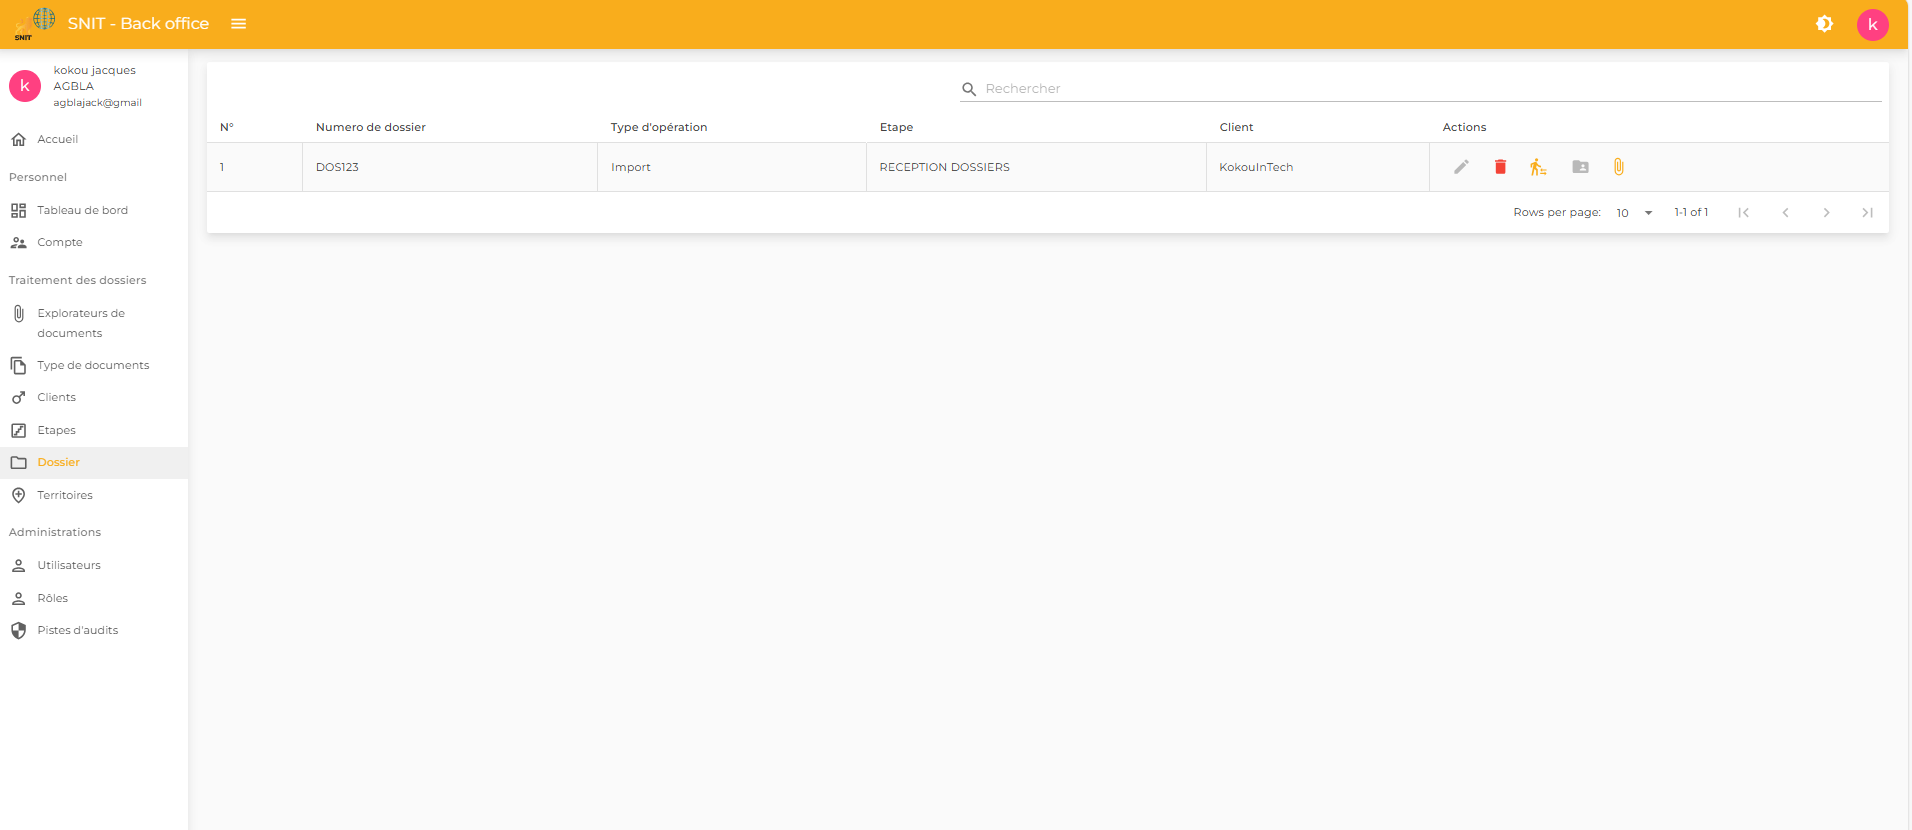 SNIT
SNIT - Back office
k
k
kokou jacques
AGBLA
agblajack@gmail
Accueil
Personnel
Tableau de bord
Compte
Traitement des dossiers
Explorateurs de
documents
Type de documents
Clients
Etapes
Dossier
Territoires
Administrations
Utilisateurs
Rôles
Pistes d'audits
Rechercher
N° Numero de dossier Type d'opération Etape Client Actions
1 DOS123 Import RECEPTION DOSSIERS KokouInTech
Rows per page: 10 1-1 of 1